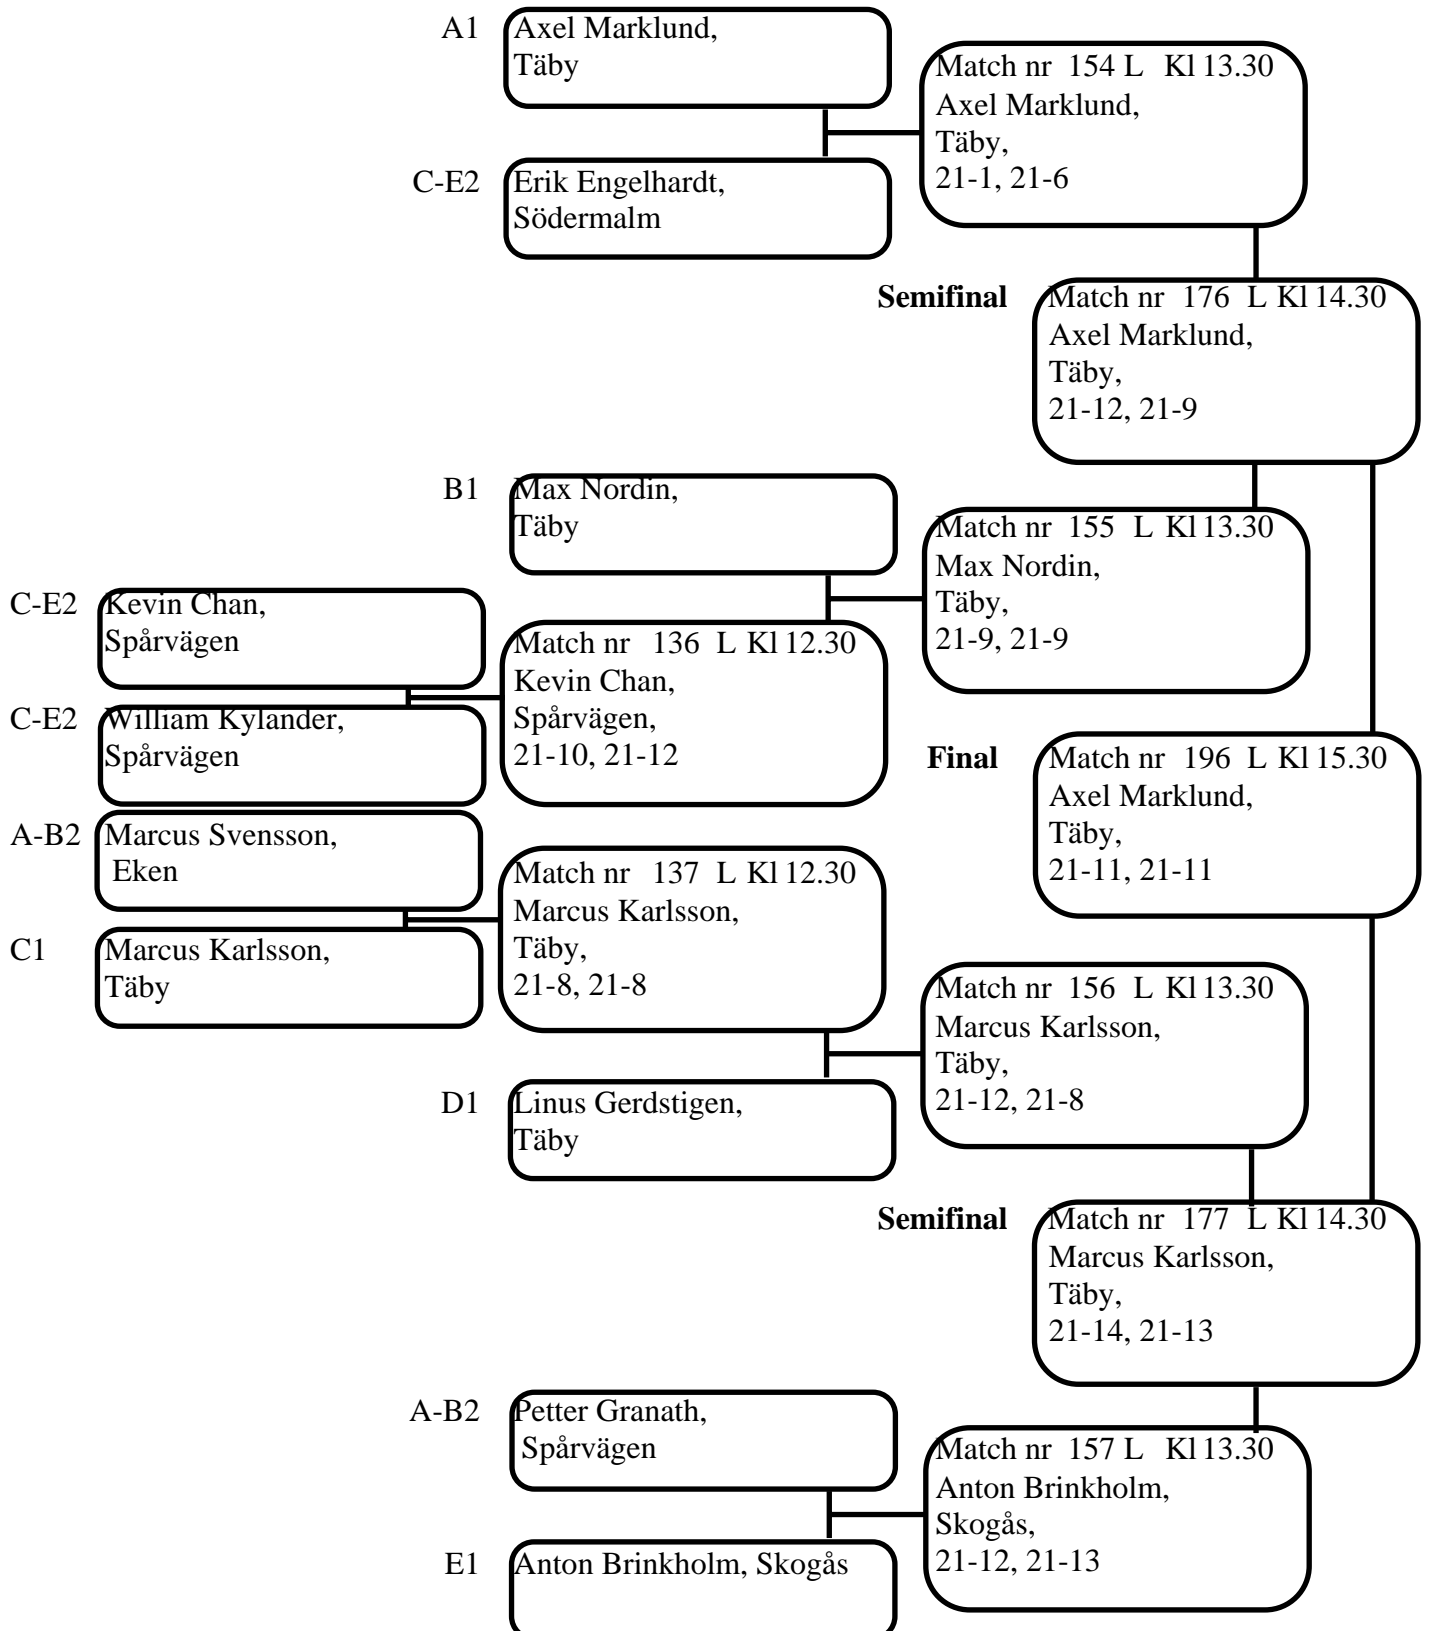 A1
Axel Marklund,
Täby
Match nr 154 L Kl 13.30
Axel Marklund,
Täby,
21-1, 21-6
C-E2
Erik Engelhardt,
Södermalm
Semifinal
Match nr 176 L Kl 14.30
Axel Marklund,
Täby,
21-12, 21-9
B1
Max Nordin,
Täby
Match nr 155 L Kl 13.30
Max Nordin,
Täby,
21-9, 21-9
C-E2
Kevin Chan,
Spårvägen
Match nr 136 L Kl 12.30
Kevin Chan,
Spårvägen,
21-10, 21-12
C-E2
William Kylander,
Spårvägen
Final
Match nr 196 L Kl 15.30
Axel Marklund,
Täby,
21-11, 21-11
A-B2
Marcus Svensson,
Eken
Match nr 137 L Kl 12.30
Marcus Karlsson,
Täby,
21-8, 21-8
C1
Marcus Karlsson,
Täby
Match nr 156 L Kl 13.30
Marcus Karlsson,
Täby,
21-12, 21-8
D1
Linus Gerdstigen,
Täby
Semifinal
Match nr 177 L Kl 14.30
Marcus Karlsson,
Täby,
21-14, 21-13
A-B2
Petter Granath,
Spårvägen
Match nr 157 L Kl 13.30
Anton Brinkholm,
Skogås,
21-12, 21-13
E1
Anton Brinkholm, Skogås